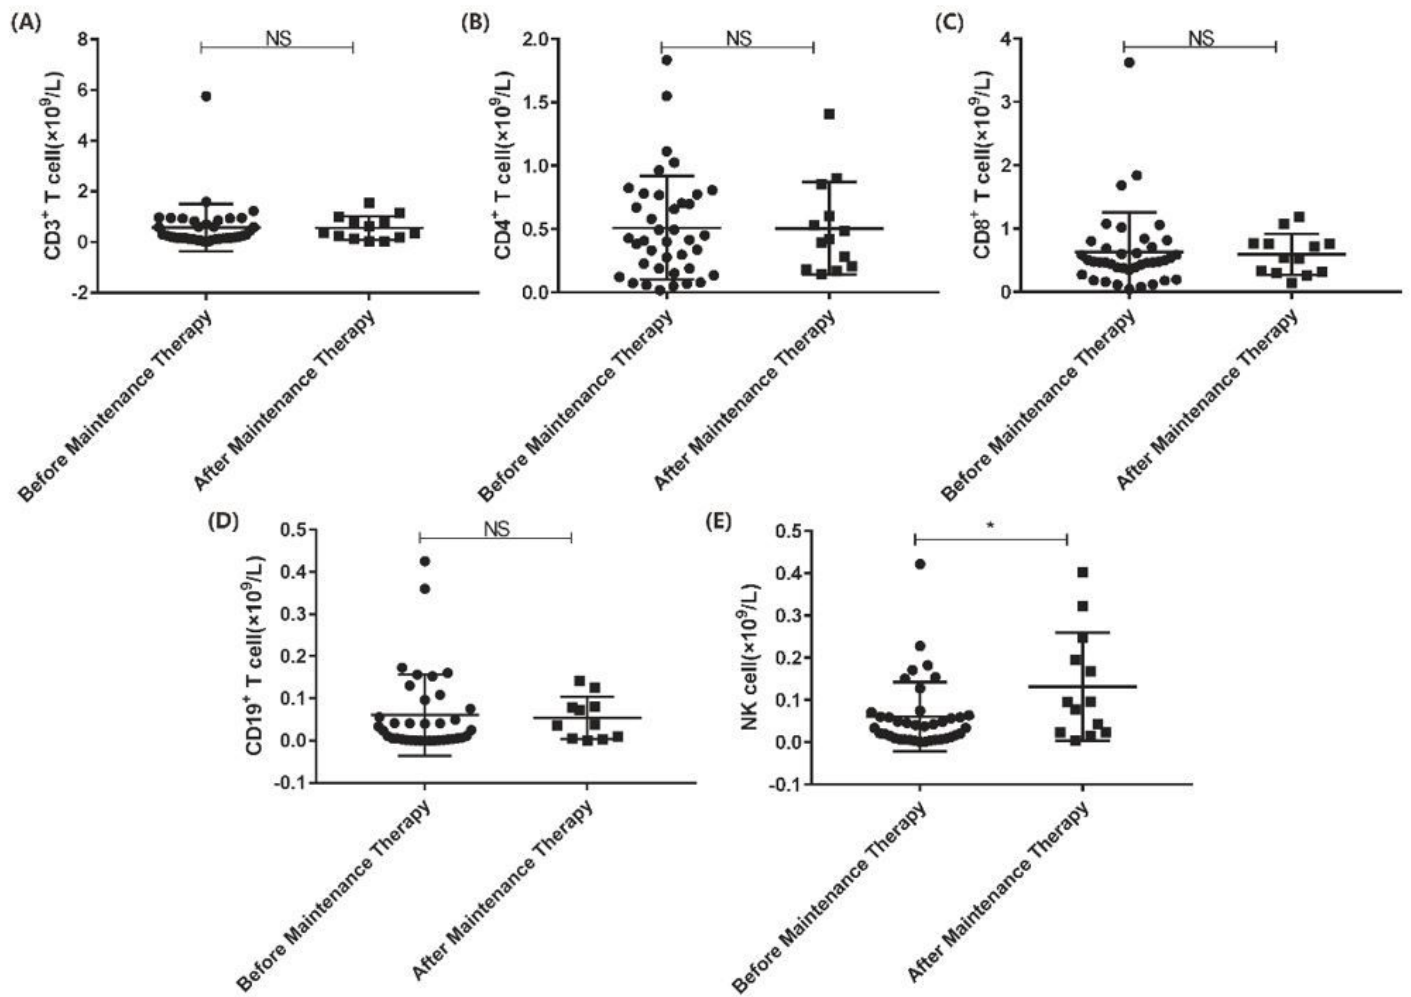 (A)
8
6
4
2
0
-2
CD3⁺ T cell(×10⁹/L)
NS
Before Maintenance Therapy
After Maintenance Therapy
(B)
2.0
1.5
1.0
0.5
0.0
CD4⁺ T cell(×10⁹/L)
NS
Before Maintenance Therapy
After Maintenance Therapy
(C)
4
3
2
1
0
CD8⁺ T cell(×10⁹/L)
NS
Before Maintenance Therapy
After Maintenance Therapy
(D)
0.5
0.4
0.3
0.2
0.1
0.0
-0.1
CD19⁺ T cell(×10⁹/L)
NS
Before Maintenance Therapy
After Maintenance Therapy
(E)
0.5
0.4
0.3
0.2
0.1
0.0
-0.1
NK cell(×10⁹/L)
*
Before Maintenance Therapy
After Maintenance Therapy